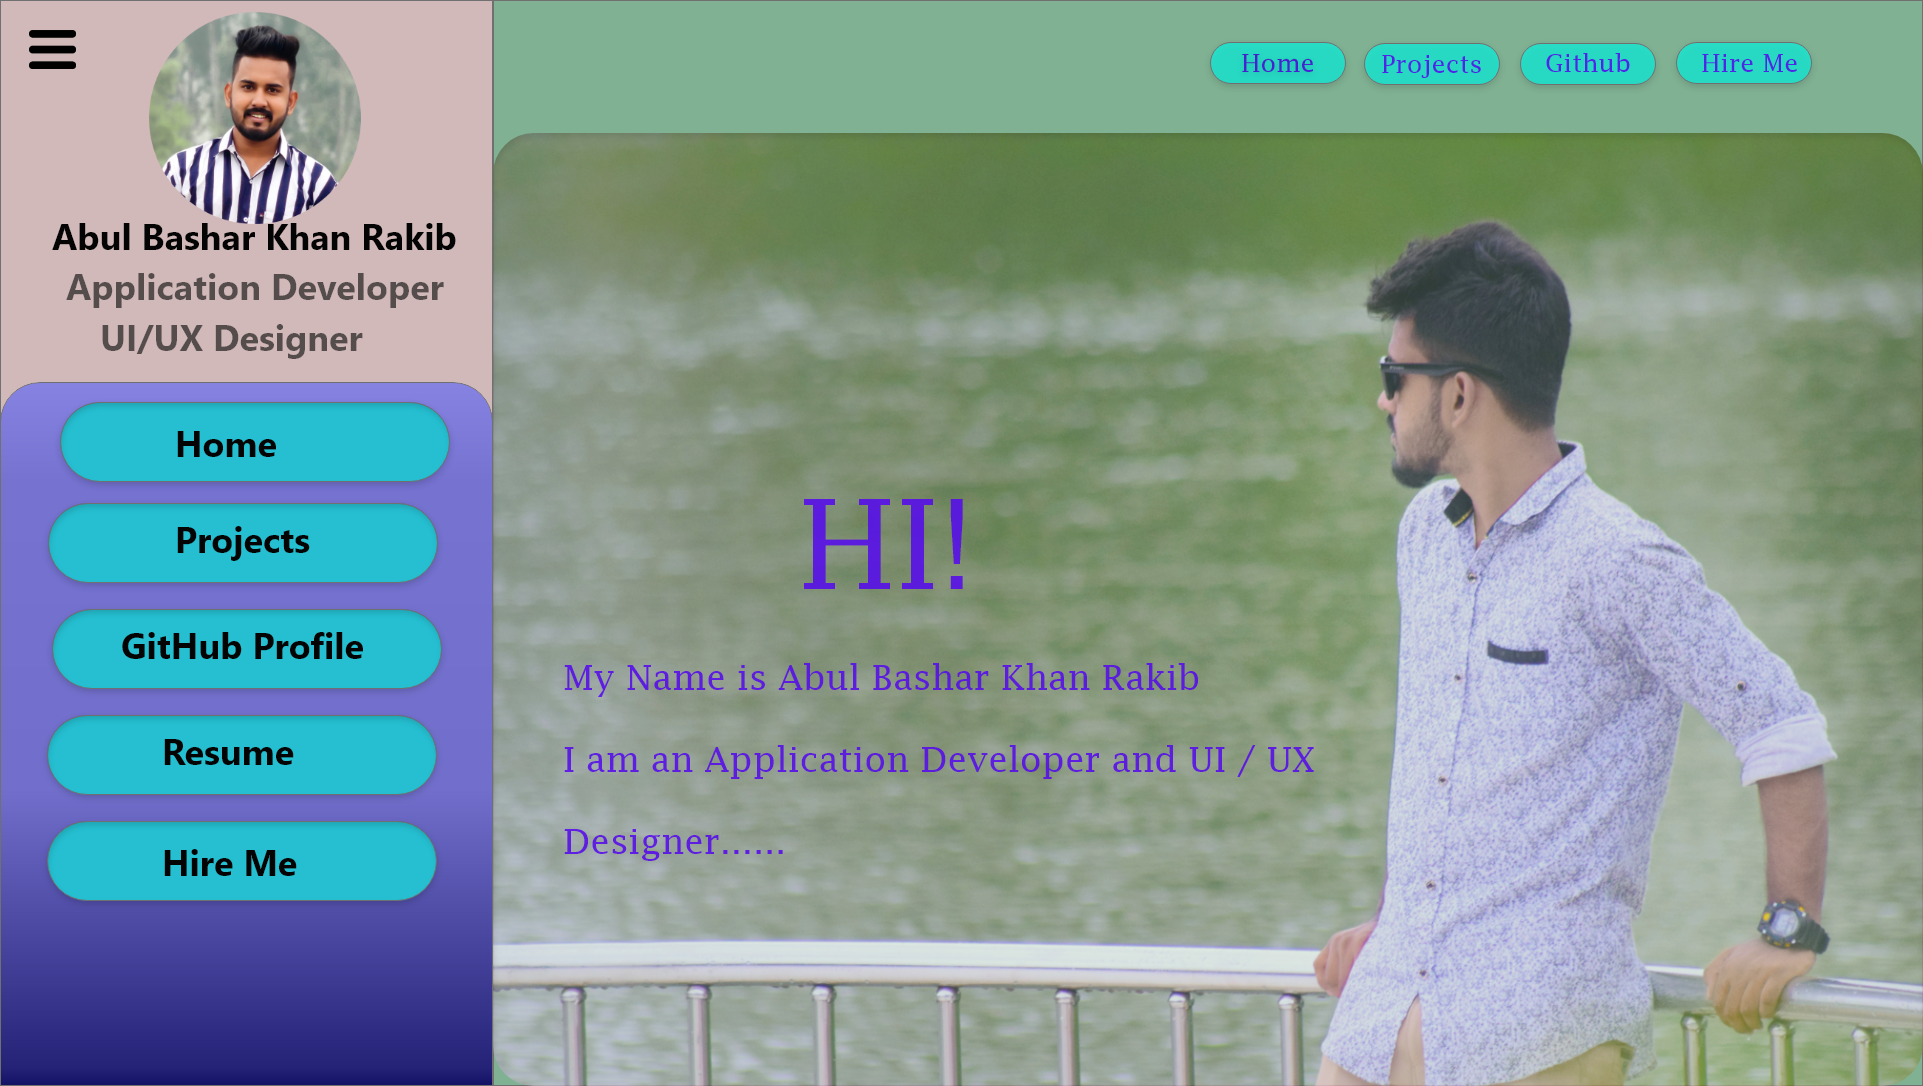 Abul Bashar Khan Rakib
Application Developer
UI/UX Designer
Home
Projects
GitHub Profile
Resume
Hire Me
Home
Projects
Github
Hire Me
HI!
My Name is Abul Bashar Khan Rakib
I am an Application Developer and UI / UX
Designer......